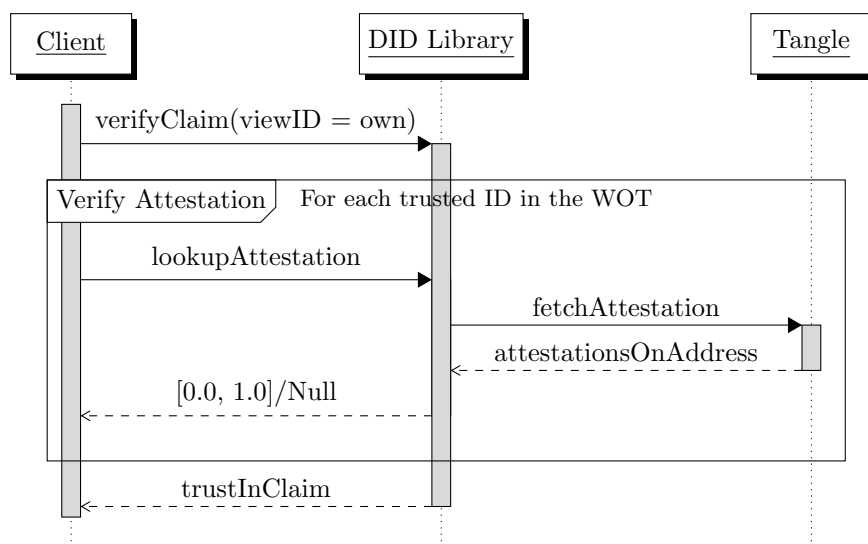 Client
DID Library
Tangle
verifyClaim(viewID = own)
Verify Attestation
For each trusted ID in the WOT
lookupAttestation
fetchAttestation
attestationsOnAddress
[0.0, 1.0]/Null
trustInClaim